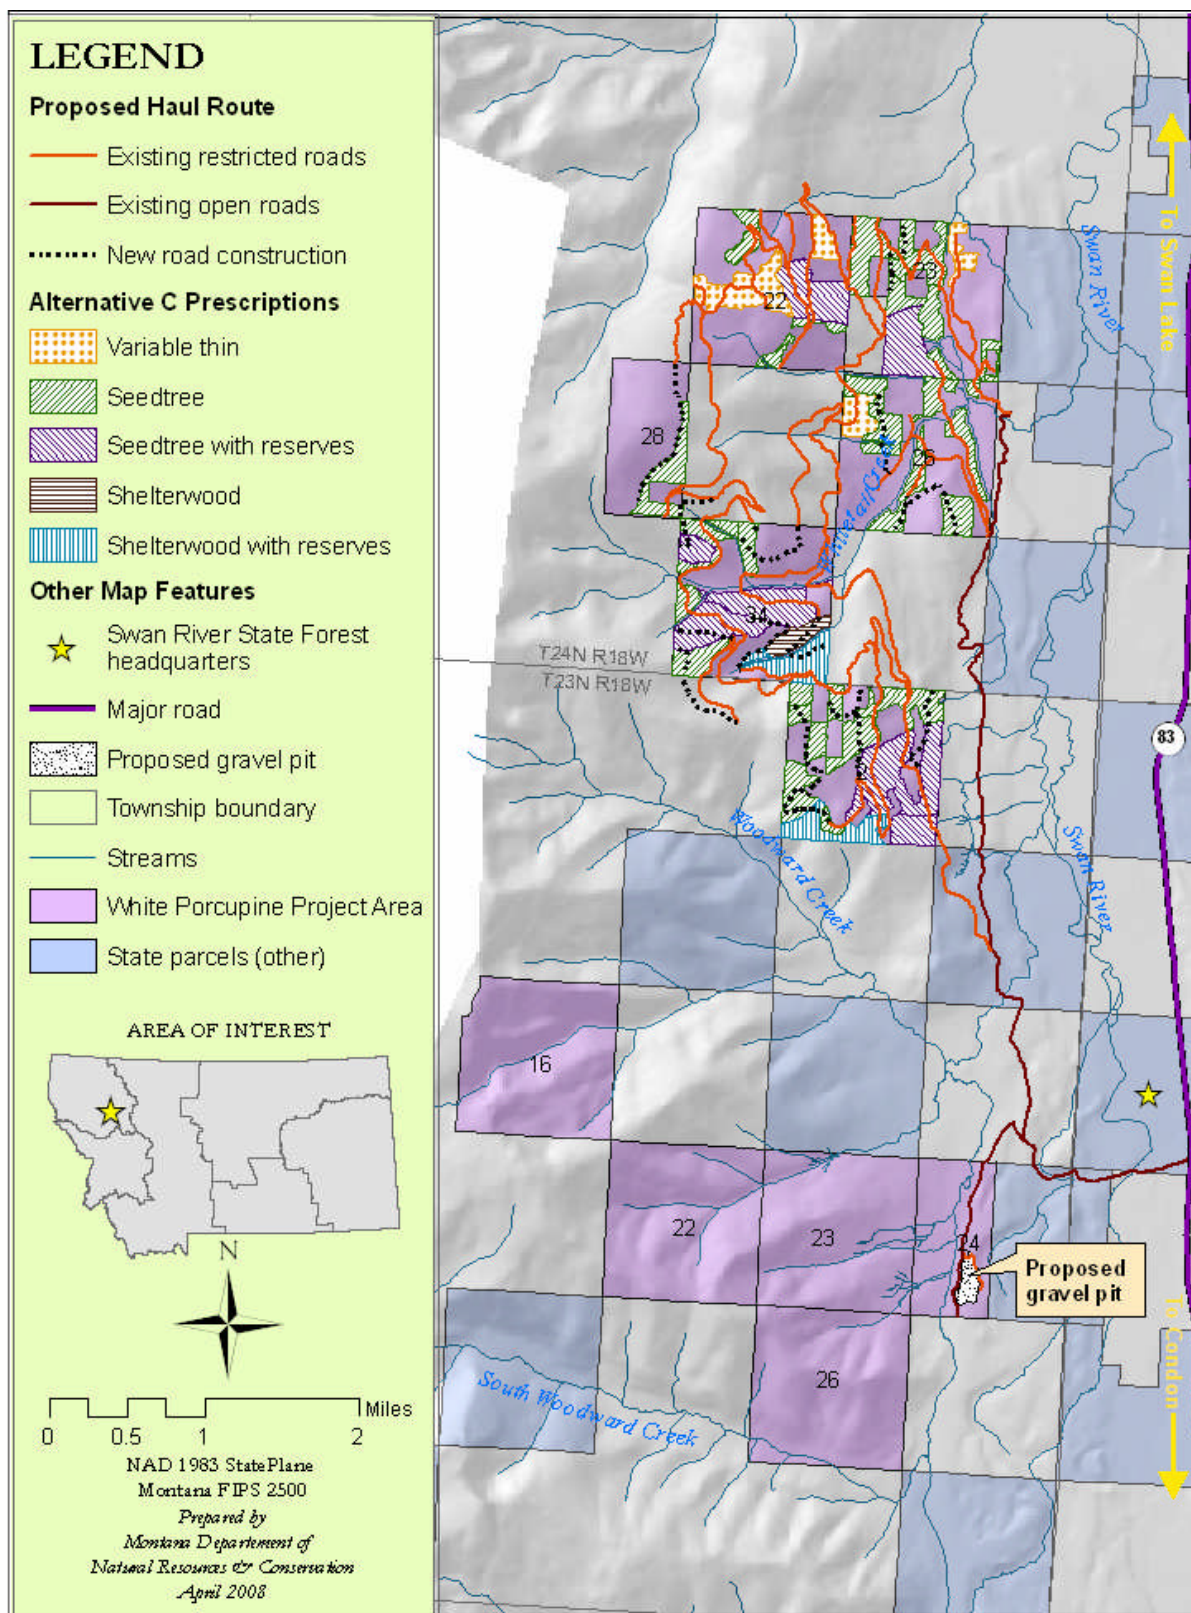 LEGEND
Proposed Haul Route
Existing restricted roads
Existing open roads
New road construction
Alternative C Prescriptions
Variable thin
Seedtree
Seedtree with reserves
Shelterwood
Shelterwood with reserves
Other Map Features
Swan River State Forest
headquarters
Major road
Proposed gravel pit
Township boundary
Streams
White Porcupine Project Area
State parcels (other)
AREA OF INTEREST
N
Miles
0 0.5 1 2
NAD 1983 StatePlane
Montana FIPS 2500
Prepared by
Montana Departement of
Natural Resources & Conservation
April 2008
To Swan Lake
Swan River
23
22
28
26
Whitetail Creek
34
T24N R18W
T23N R18W
83
Woodward Creek
Swan River
16
22
23
24
Proposed
gravel pit
26
South Woodward Creek
To Condon